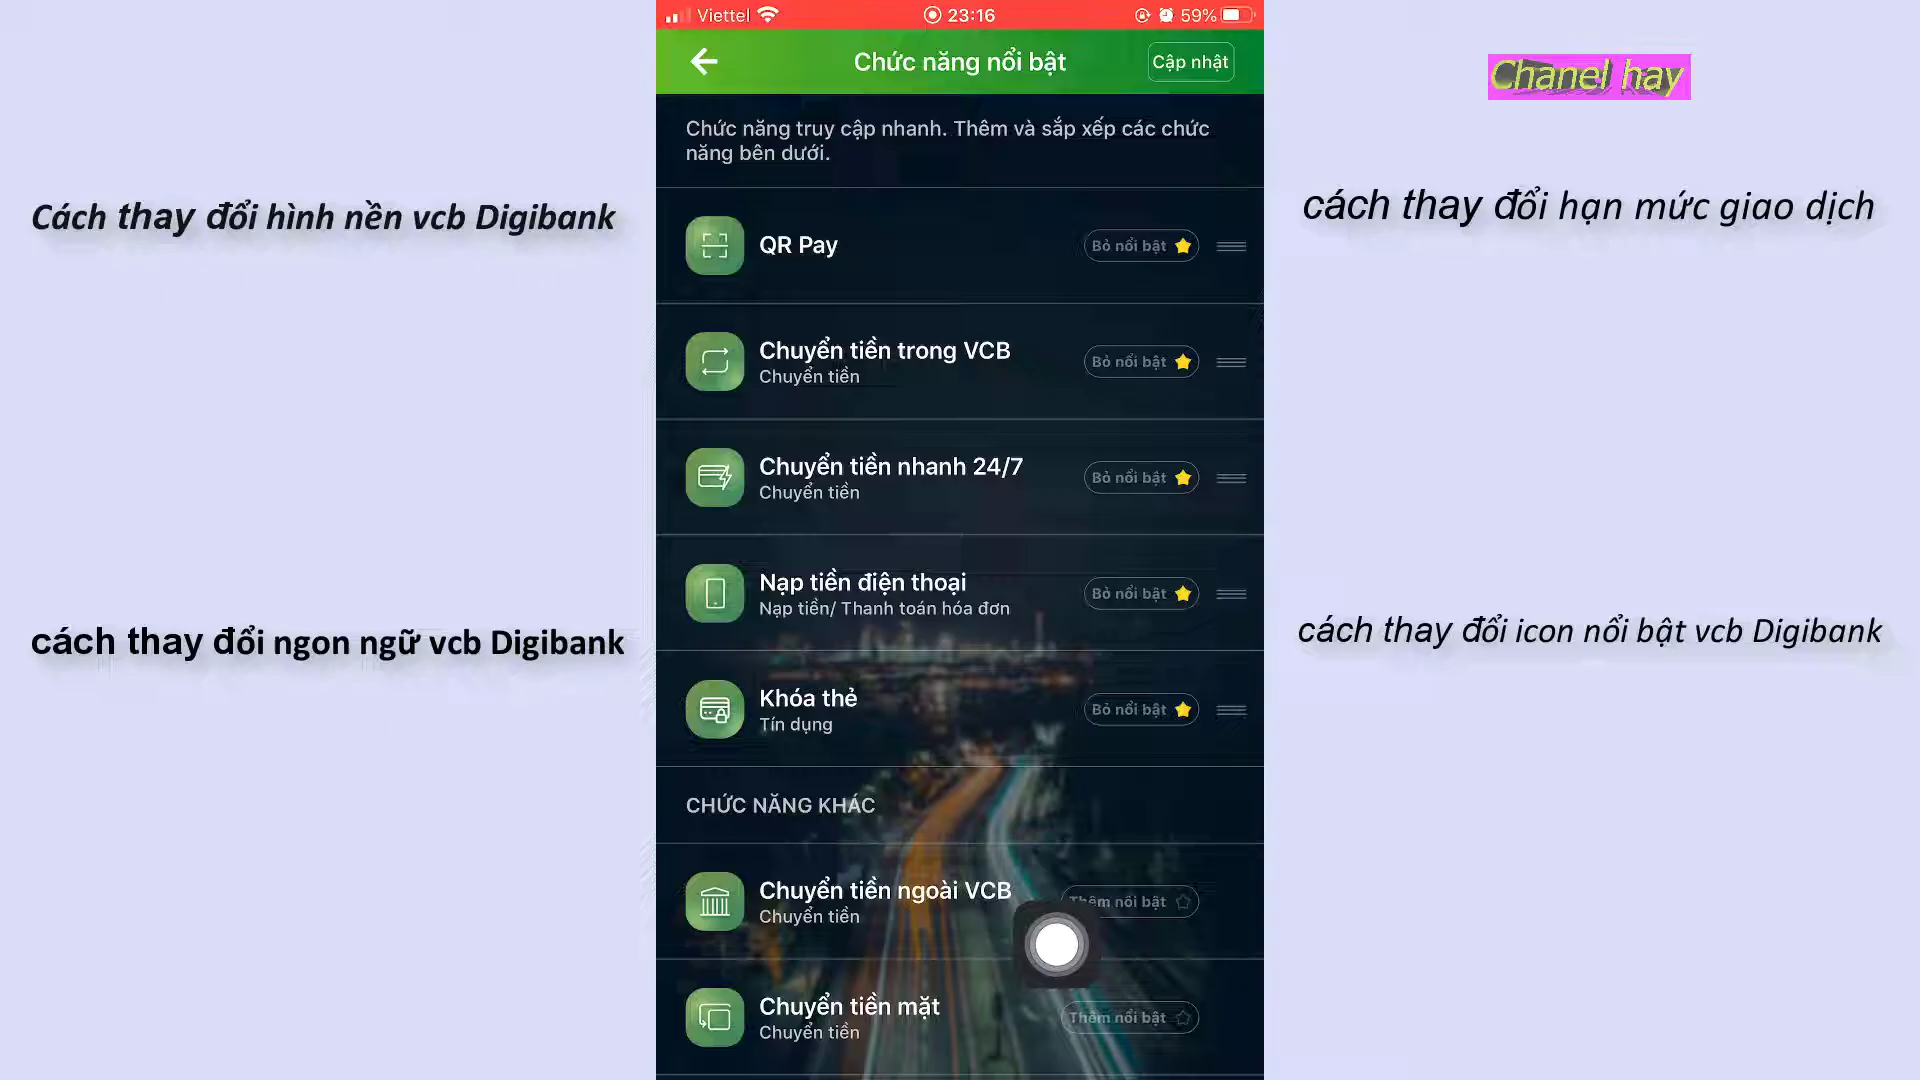 Viettel
23:16
59%
Chức năng nổi bật
Cập nhật
Chanel hay
Chức năng truy cập nhanh. Thêm và sắp xếp các chức
năng bên dưới.
Cách thay đổi hình nền vcb Digibank
cách thay đổi hạn mức giao dịch
QR Pay
Bỏ nổi bật
Chuyển tiền trong VCB
Chuyển tiền
Bỏ nổi bật
Chuyển tiền nhanh 24/7
Chuyển tiền
Bỏ nổi bật
Nạp tiền điện thoại
Nạp tiền/ Thanh toán hóa đơn
Bỏ nổi bật
cách thay đổi ngon ngữ vcb Digibank
cách thay đổi icon nổi bật vcb Digibank
Khóa thẻ
Tín dụng
Bỏ nổi bật
CHỨC NĂNG KHÁC
Chuyển tiền ngoài VCB
Chuyển tiền
Thêm nổi bật
Chuyển tiền mặt
Chuyển tiền
Thêm nổi bật